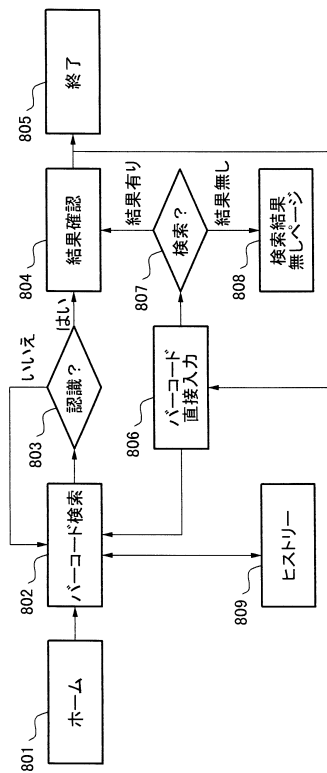 801
ホーム
802
バーコード検索
803
認識？
いいえ
はい
804
結果確認
805
終了
806
バーコード
直接入力
807
検索？
結果有り
結果無し
808
検索結果
無しページ
809
ヒストリー